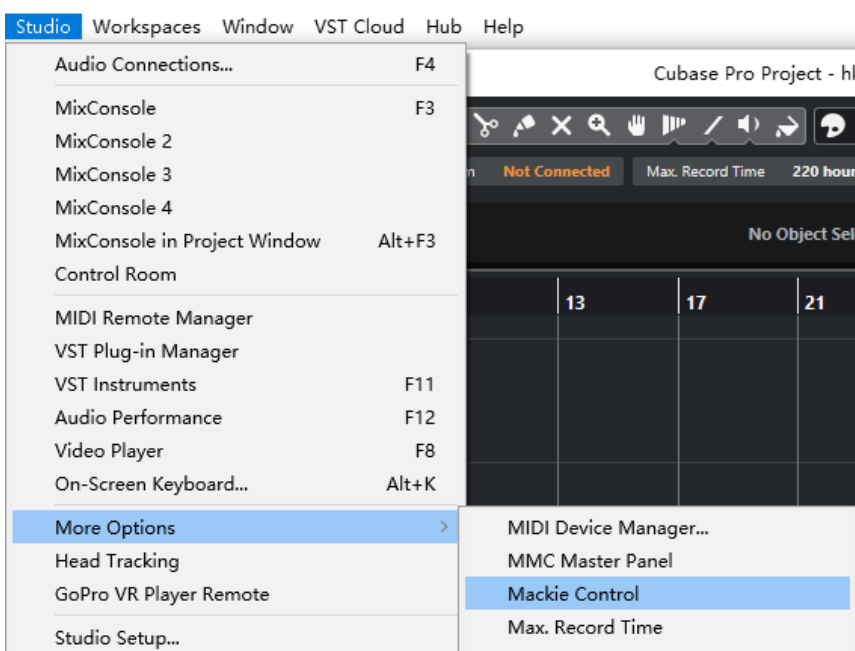 Studio Workspaces Window VST Cloud Hub Help
Audio Connections... F4
Cubase Pro Project -
MixConsole F3
MixConsole 2
MixConsole 3
Not Connected Max. Record Time 220
MixConsole 4
MixConsole in Project Window Alt+F3
No Object
Control Room
13 17 21
MIDI Remote Manager
VST Plug-in Manager
VST Instruments F11
Audio Performance F12
Video Player F8
On-Screen Keyboard... Alt+K
More Options >
MIDI Device Manager...
Head Tracking
MMC Master Panel
GoPro VR Player Remote
Mackie Control
Max. Record Time
Studio Setup...